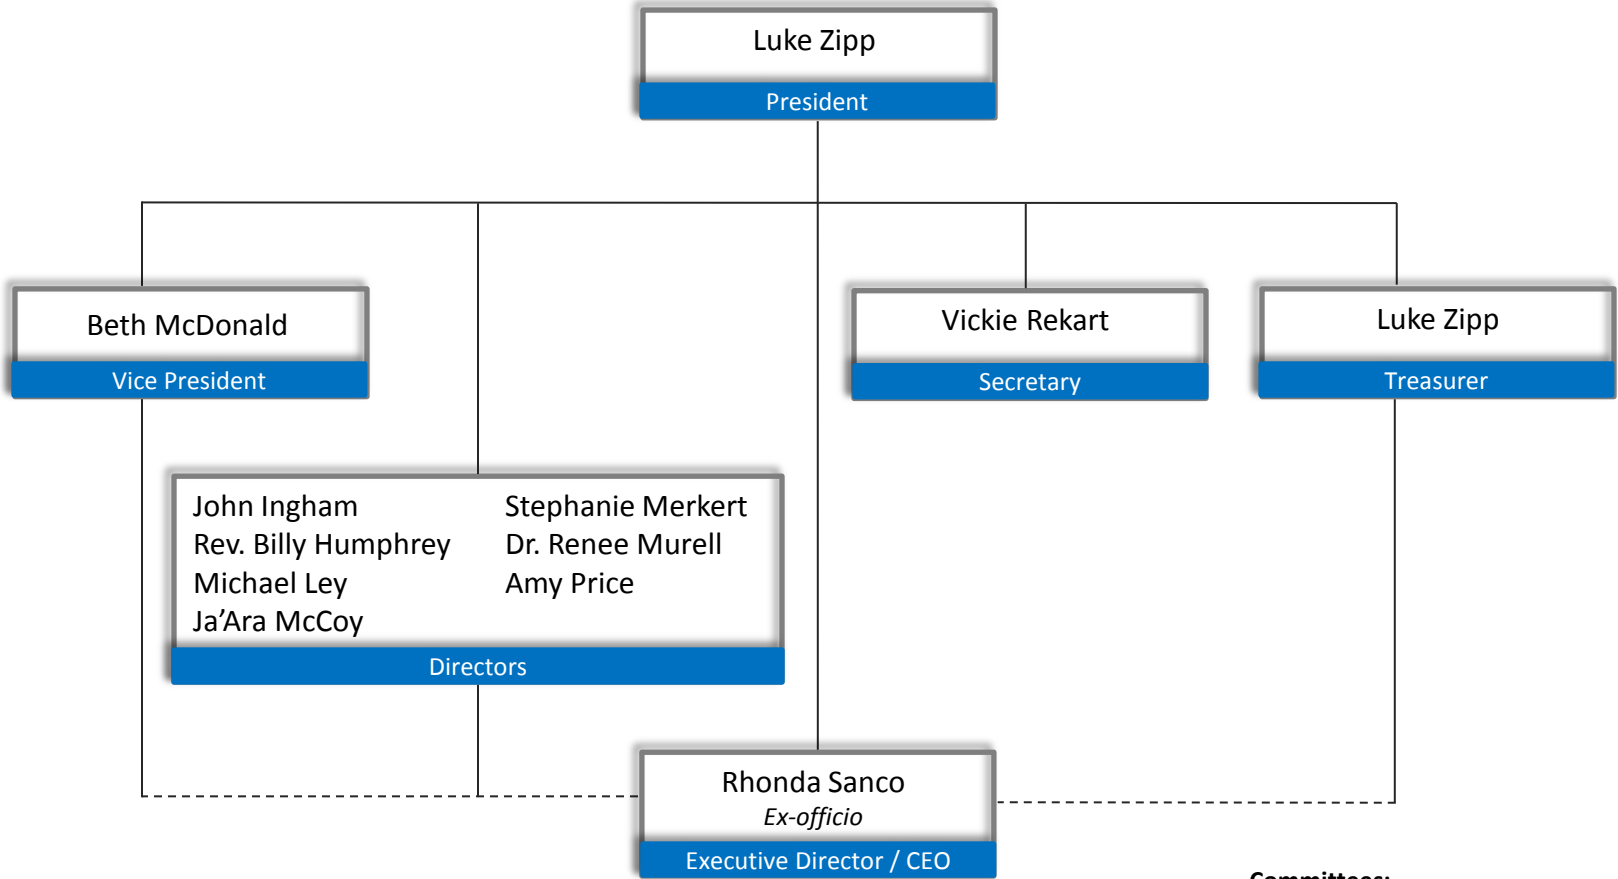 Luke Zipp
President
Beth McDonald
Vice President
Vickie Rekart
Secretary
Luke Zipp
Treasurer
John Ingham
Rev. Billy Humphrey
Michael Ley
Ja’Ara McCoy
Stephanie Merkert
Dr. Renee Murell
Amy Price
Directors
Rhonda Sanco
Ex-officio
Executive Director / CEO
Committees: